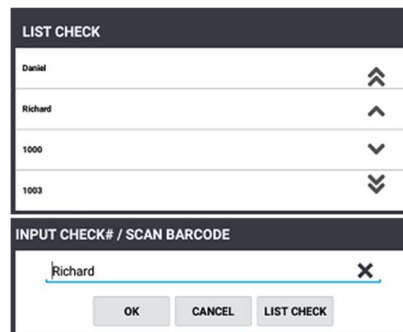 LIST CHECK
Daniel
Richard
1000
1003
INPUT CHECK# / SCAN BARCODE
Richard
OK CANCEL LIST CHECK